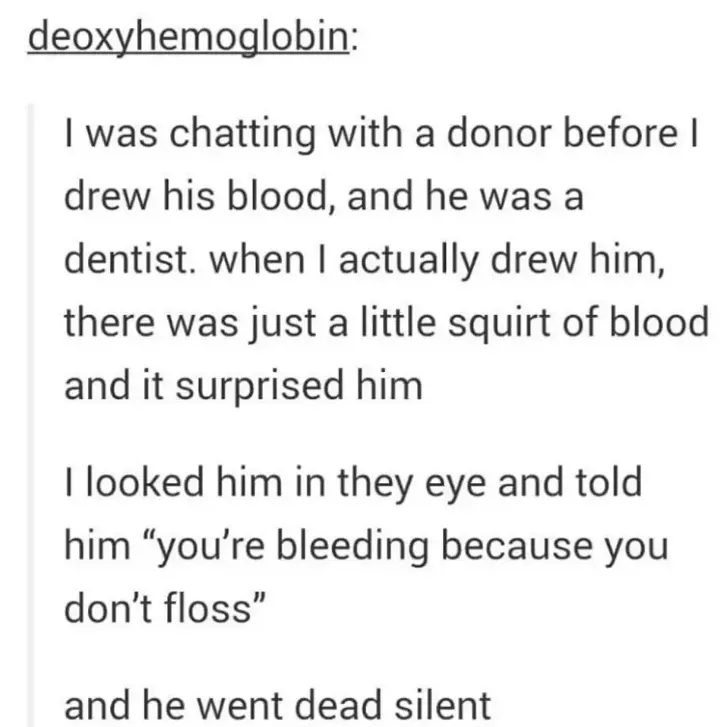 deoxyhemoglobin:
I was chatting with a donor before I
drew his blood, and he was a
dentist. when I actually drew him,
there was just a little squirt of blood
and it surprised him
I looked him in they eye and told
him “you're bleeding because you
don't floss”
and he went dead silent